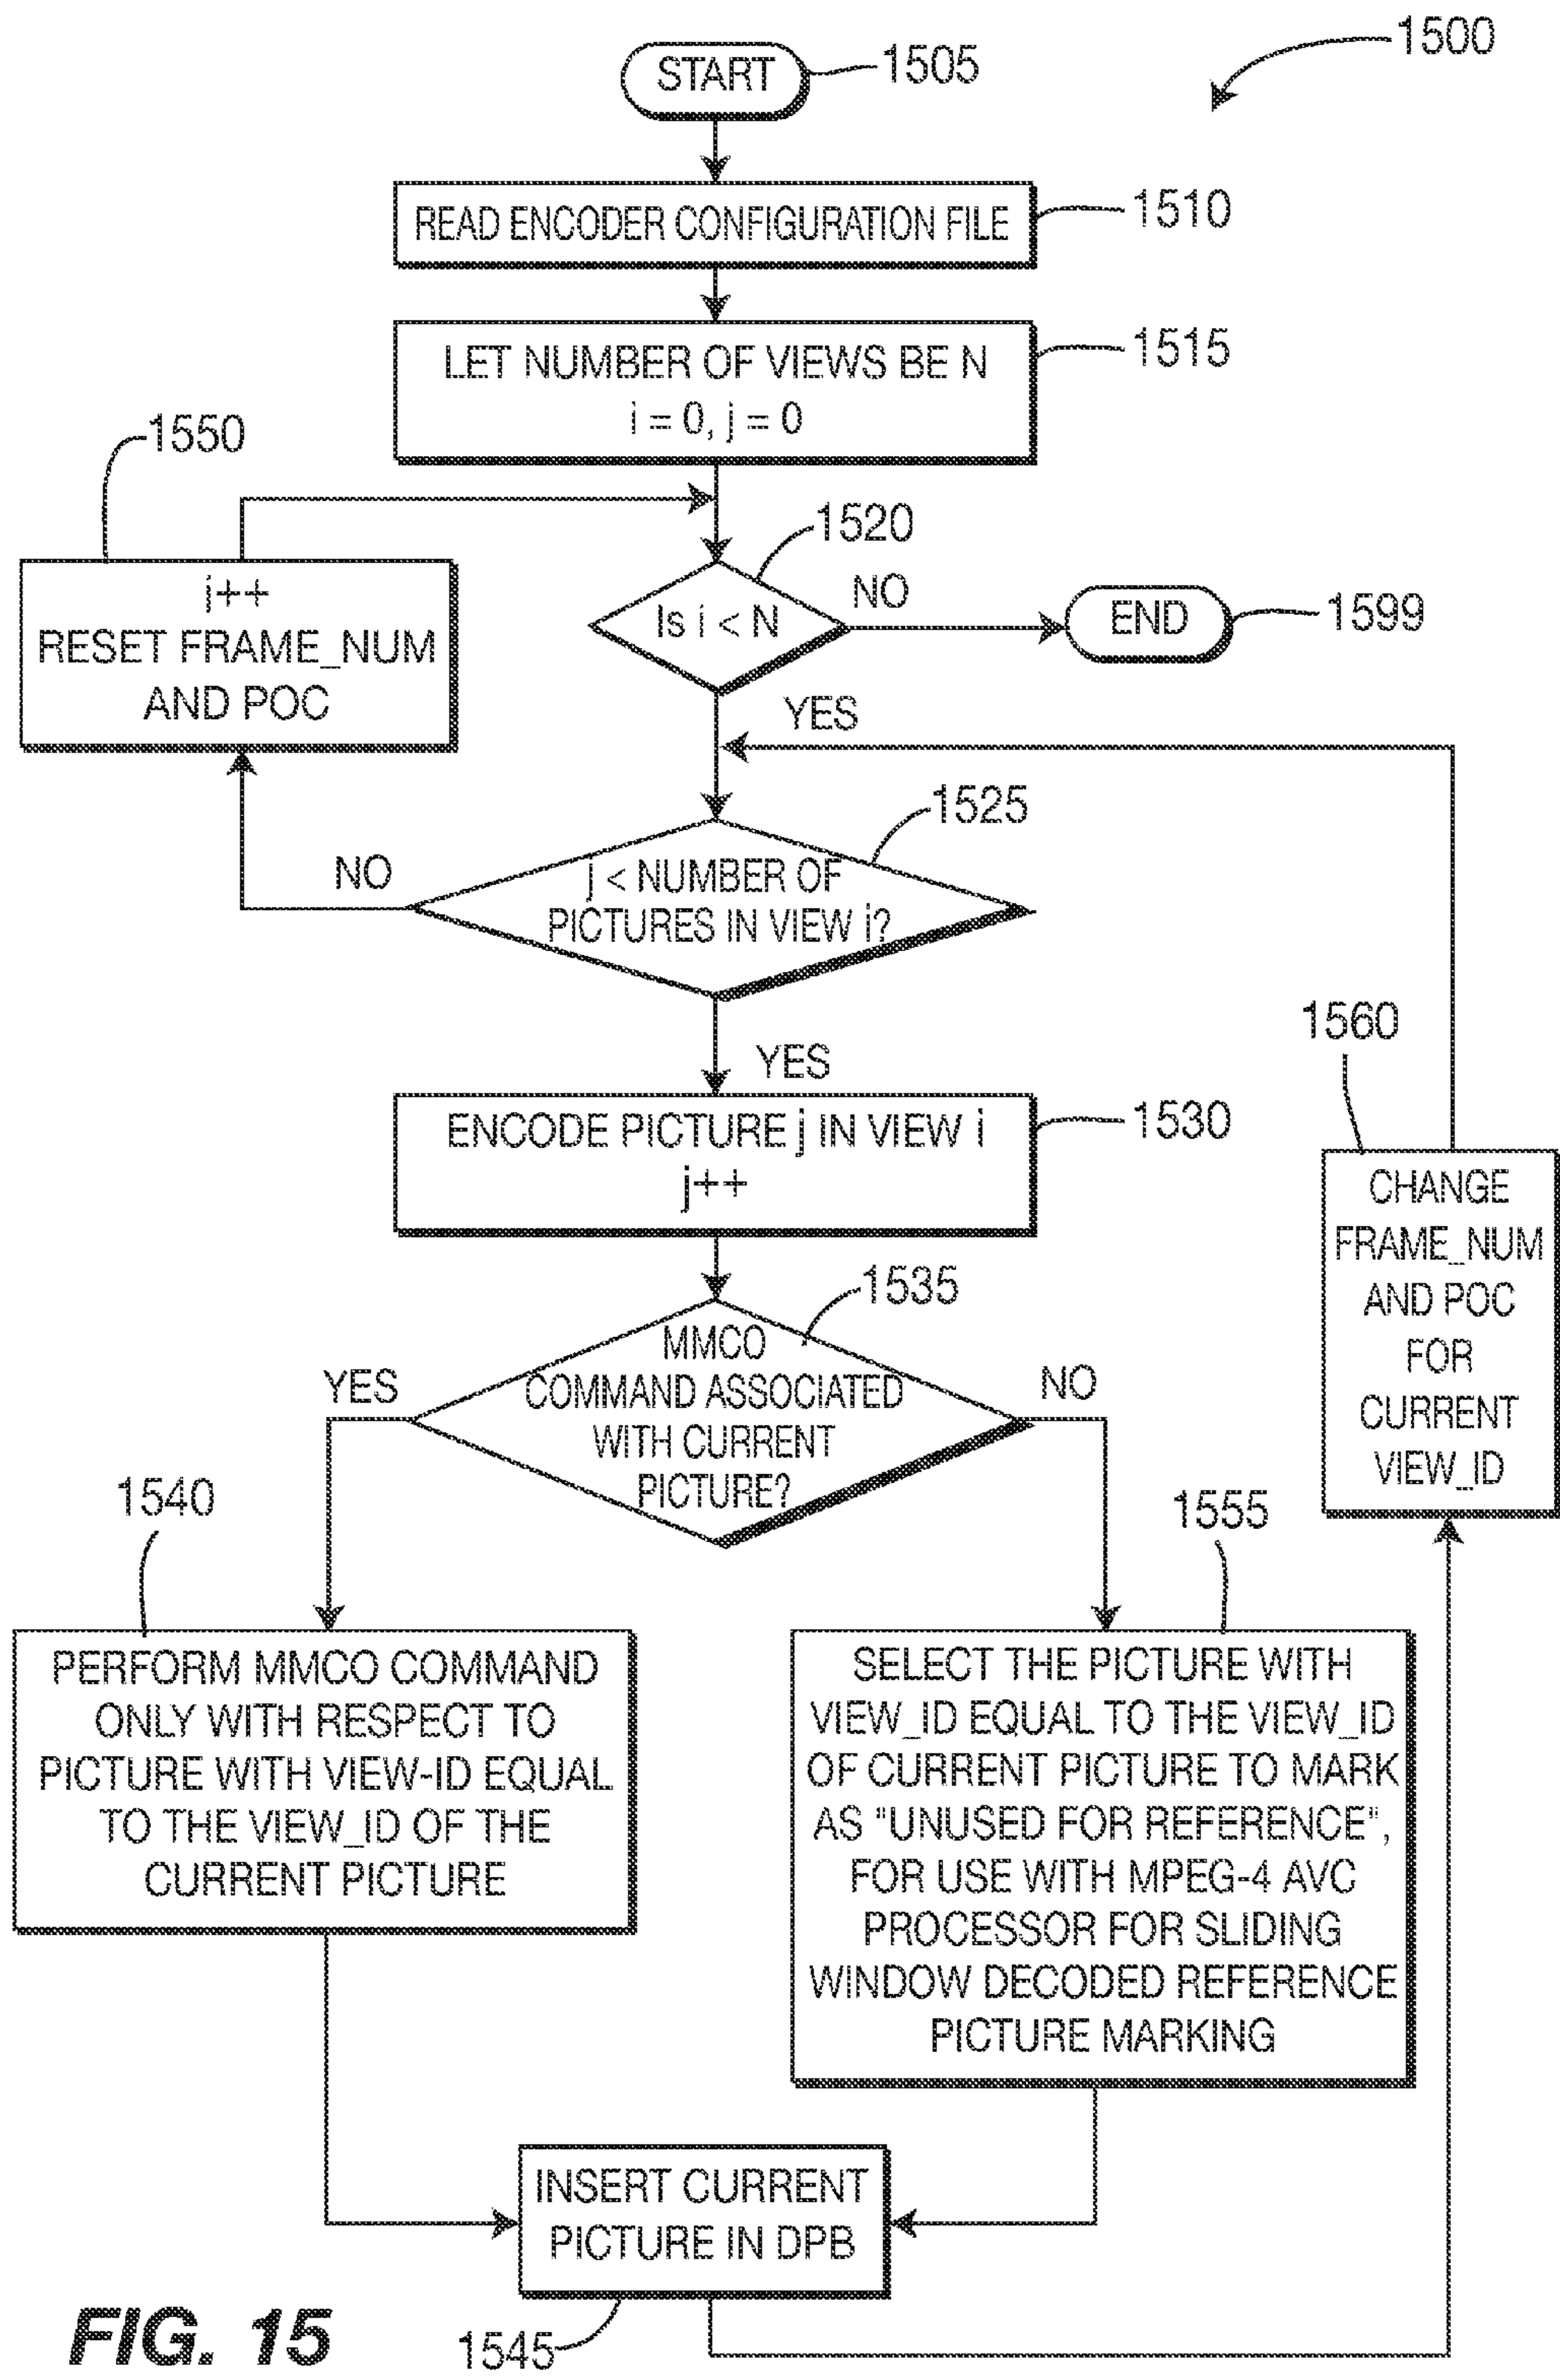 1500
START
1505
READ ENCODER CONFIGURATION FILE
1510
LET NUMBER OF VIEWS BE N
i = 0, j = 0
1515
1550
i++
RESET FRAME_NUM
AND POC
1520
Is i < N
NO
END
1599
YES
1525
j < NUMBER OF
PICTURES IN VIEW i?
NO
YES
ENCODE PICTURE j IN VIEW i
j++
1530
1560
CHANGE
FRAME_NUM
AND POC
FOR
CURRENT
VIEW_ID
1535
MMCO
COMMAND ASSOCIATED
WITH CURRENT
PICTURE?
YES
NO
1540
PERFORM MMCO COMMAND
ONLY WITH RESPECT TO
PICTURE WITH VIEW-ID EQUAL
TO THE VIEW_ID OF THE
CURRENT PICTURE
1555
SELECT THE PICTURE WITH
VIEW_ID EQUAL TO THE VIEW_ID
OF CURRENT PICTURE TO MARK
AS "UNUSED FOR REFERENCE",
FOR USE WITH MPEG-4 AVC
PROCESSOR FOR SLIDING
WINDOW DECODED REFERENCE
PICTURE MARKING
INSERT CURRENT
PICTURE IN DPB
1545
FIG. 15